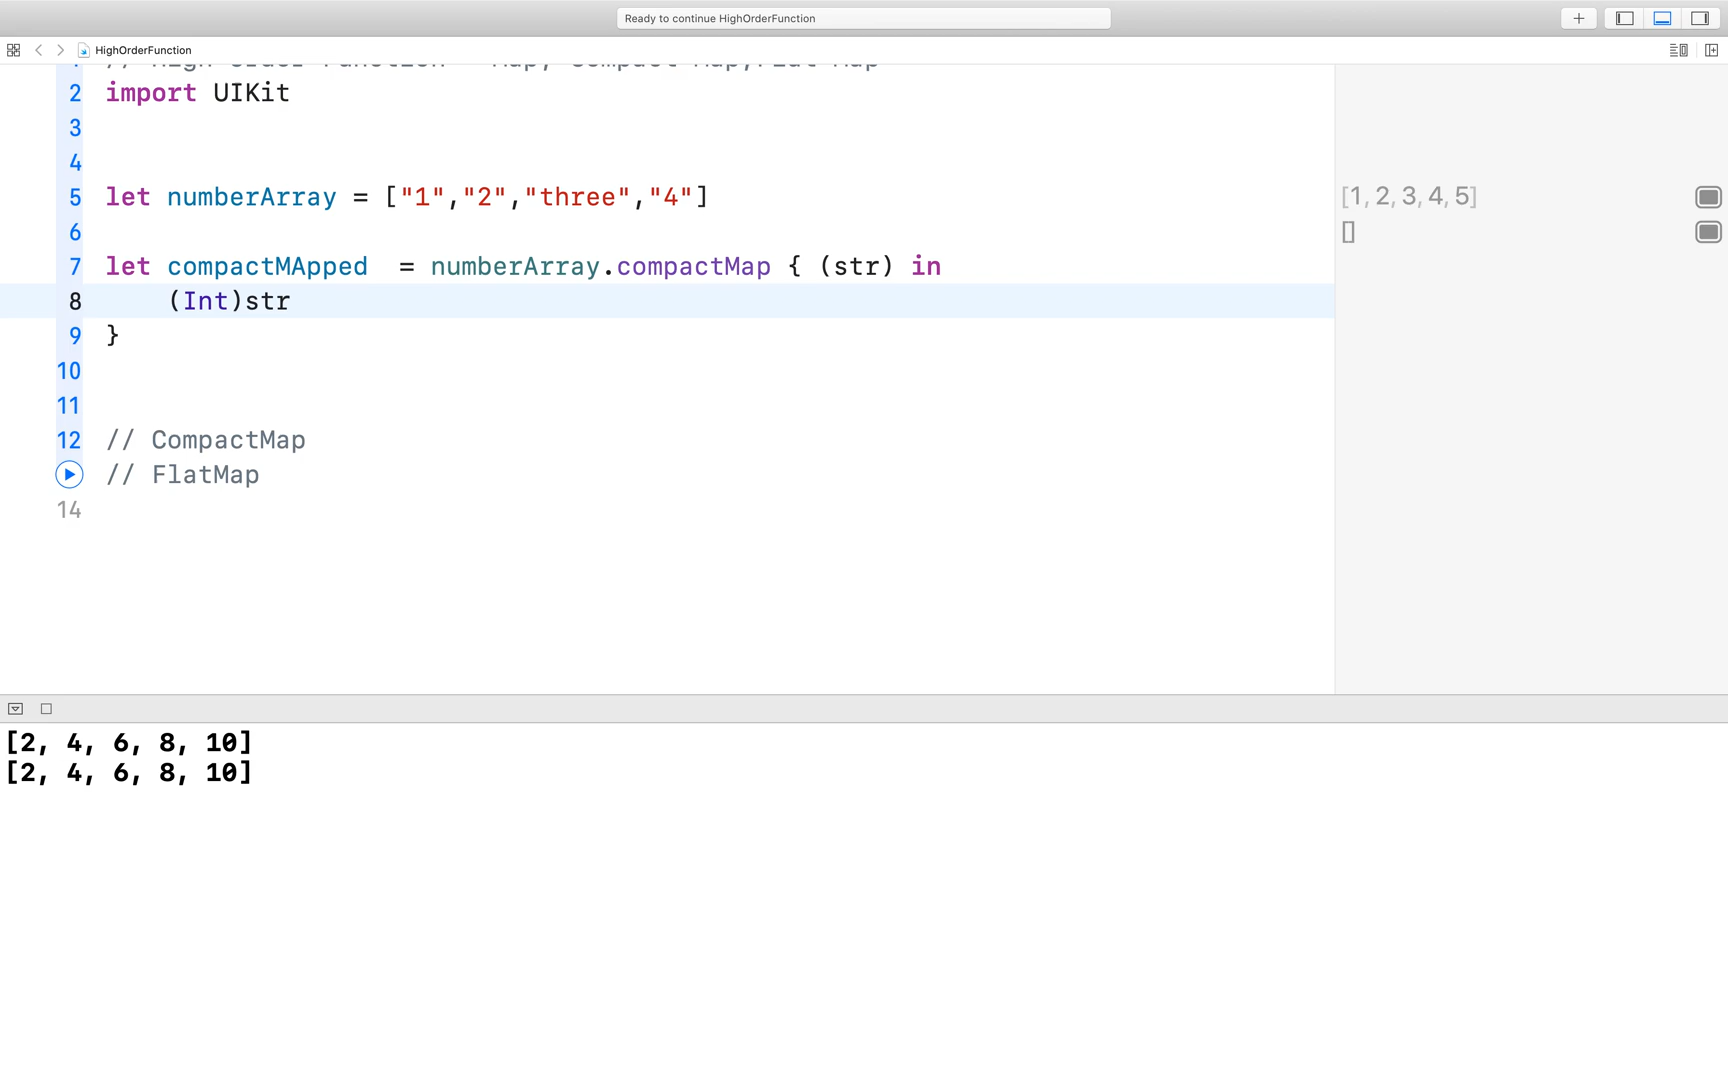 Ready to continue HighOrderFunction
HighOrderFunction
2 import UIKit
3
4
5 let numberArray = ["1","2","three","4"]
[1, 2, 3, 4, 5]
6
[]
7 let compactMApped  = numberArray.compactMap { (str) in
8     (Int)str
9 }
10
11
12 // CompactMap
// FlatMap
14
[2, 4, 6, 8, 10]
[2, 4, 6, 8, 10]